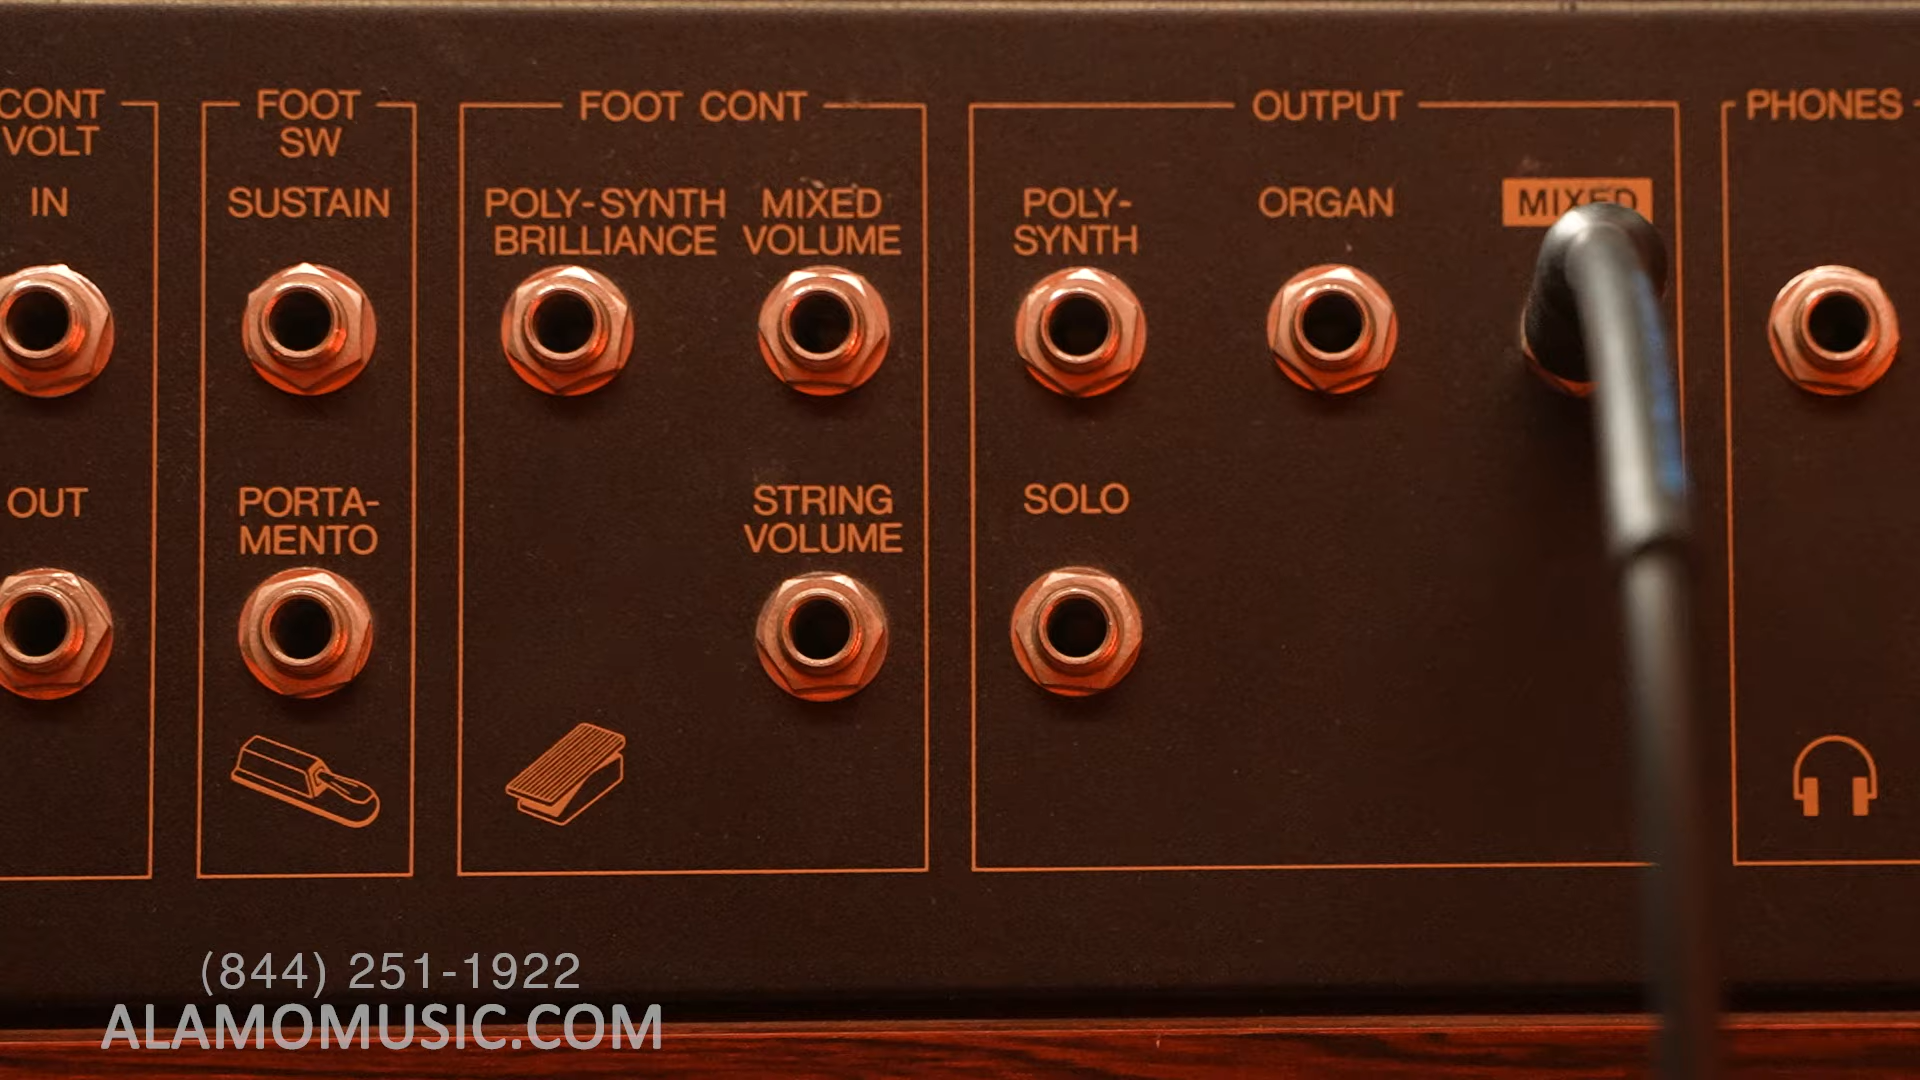 CONT
VOLT
IN
OUT
FOOT
SW
SUSTAIN
PORTA-
MENTO
FOOT CONT
POLY-SYNTH
BRILLIANCE
MIXED
VOLUME
STRING
VOLUME
OUTPUT
POLY-
SYNTH
ORGAN
MIXED
SOLO
PHONES
(844) 251-1922
ALAMOMUSIC.COM